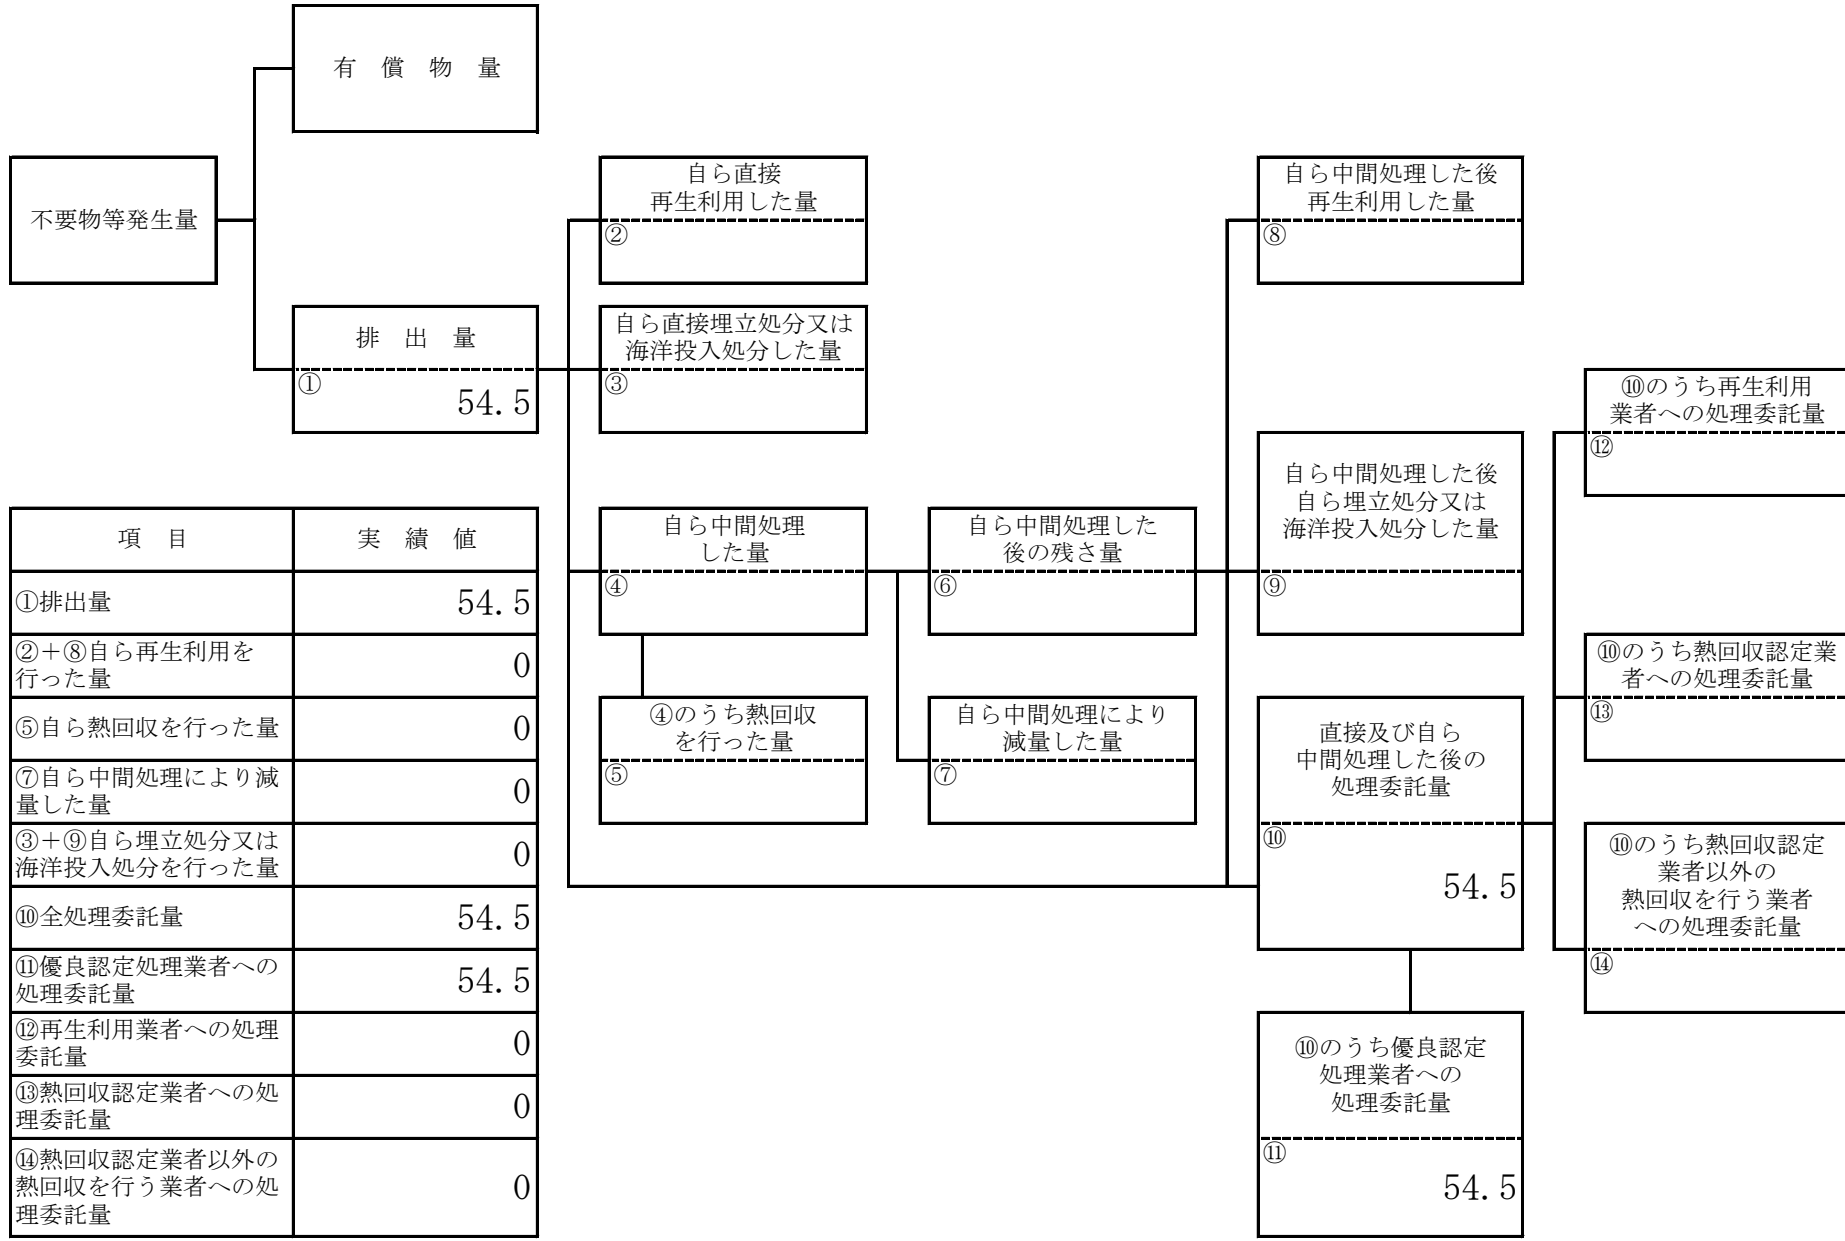 有　償　物　量
不要物等発生量
排　出　量
①
54.5
自ら直接
再生利用した量
②
自ら直接埋立処分又は
海洋投入処分した量
③
自ら中間処理
した量
④
④のうち熱回収
を行った量
⑤
自ら中間処理した
後の残さ量
⑥
自ら中間処理により
減量した量
⑦
自ら中間処理した後
再生利用した量
⑧
自ら中間処理した後
自ら埋立処分又は
海洋投入処分した量
⑨
直接及び自ら
中間処理した後の
処理委託量
⑩
54.5
⑩のうち優良認定
処理業者への
処理委託量
⑪
54.5
⑩のうち再生利用
業者への処理委託量
⑫
⑩のうち熱回収認定業
者への処理委託量
⑬
⑩のうち熱回収認定
業者以外の
熱回収を行う業者
への処理委託量
⑭
項　目　実　績　値
①排出量　54.5
②＋⑧自ら再生利用を
行った量　0
⑤自ら熱回収を行った量　0
⑦自ら中間処理により減
量した量　0
③＋⑨自ら埋立処分又は
海洋投入処分を行った量　0
⑩全処理委託量　54.5
⑪優良認定処理業者への
処理委託量　54.5
⑫再生利用業者への処理
委託量　0
⑬熱回収認定業者への処
理委託量　0
⑭熱回収認定業者以外の
熱回収を行う業者への処
理委託量　0